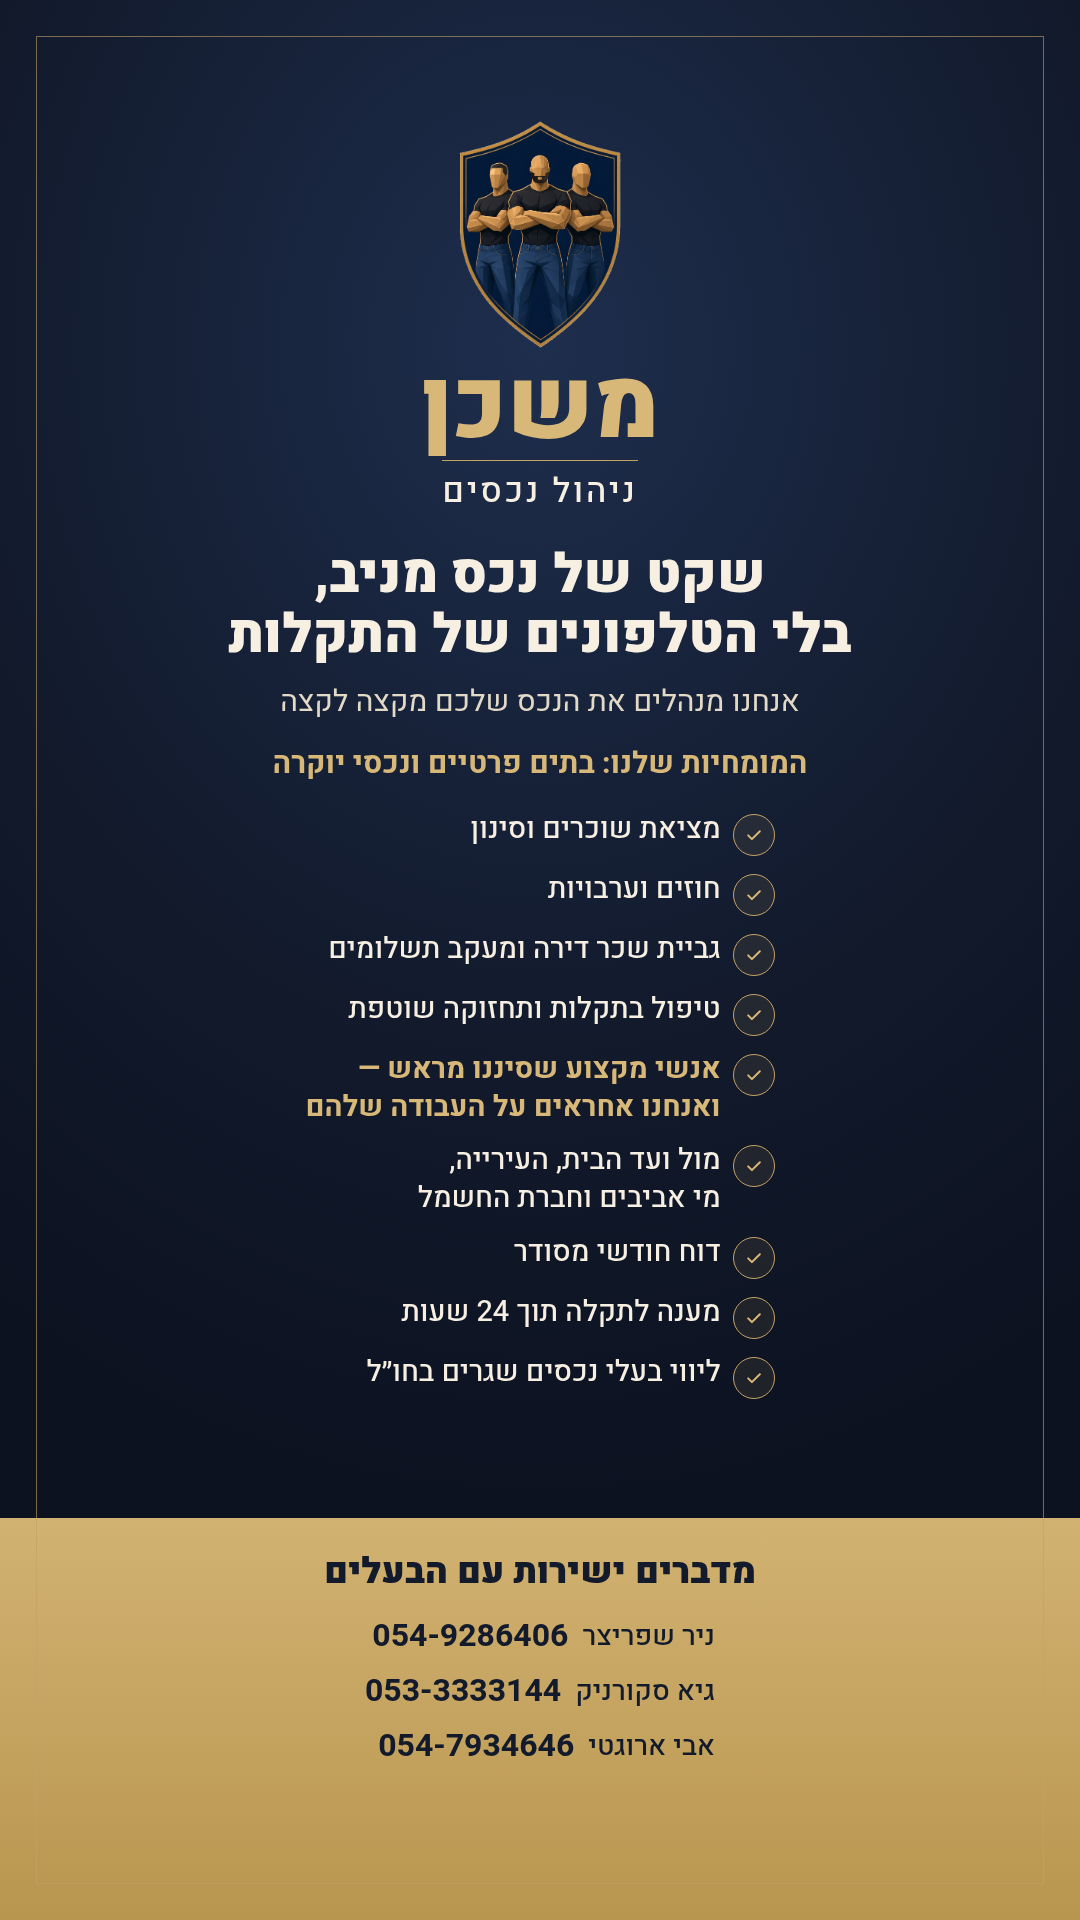 משכן
ניהול נכסים
שקט של נכס מניב,
בלי הטלפונים של התקלות
אנחנו מנהלים את הנכס שלכם מקצה לקצה
המומחיות שלנו: בתים פרטיים ונכסי יוקרה
מציאת שוכרים וסינון
חוזים וערבויות
גביית שכר דירה ומעקב תשלומים
טיפול בתקלות ותחזוקה שוטפת
אנשי מקצוע שסיננו מראש —
ואנחנו אחראים על העבודה שלהם
מול ועד הבית, העירייה,
מי אביבים וחברת החשמל
דוח חודשי מסודר
מענה לתקלה תוך 24 שעות
ליווי בעלי נכסים שגרים בחו״ל
מדברים ישירות עם הבעלים
ניר שפריצר 054-9286406
גיא סקורניק 053-3333144
אבי ארוגטי 054-7934646